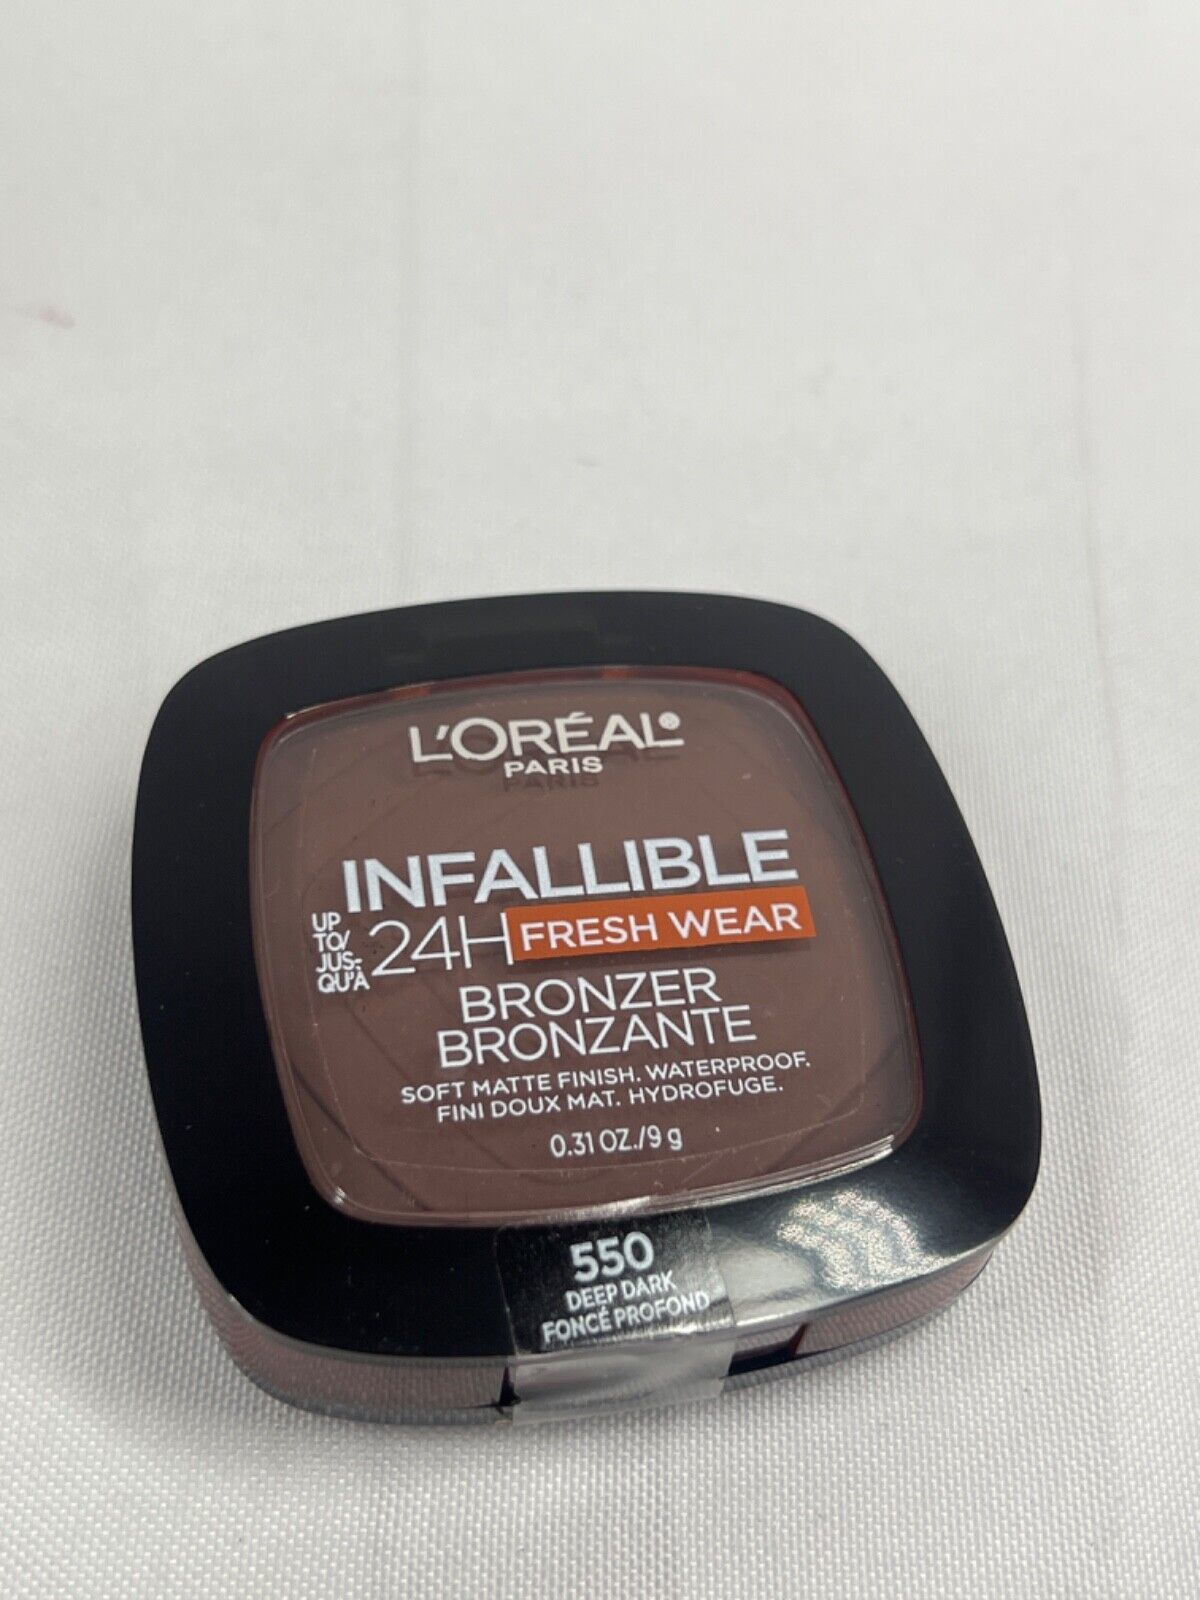 L'ORÉAL®
PARIS
INFALLIBLE
UP TO/ JUS-QU'À 24H FRESH WEAR
BRONZER
BRONZANTE
SOFT MATTE FINISH. WATERPROOF.
FINI DOUX MAT. HYDROFUGE.
0.31 OZ./9 g
550
DEEP DARK
FONCÉ PROFOND